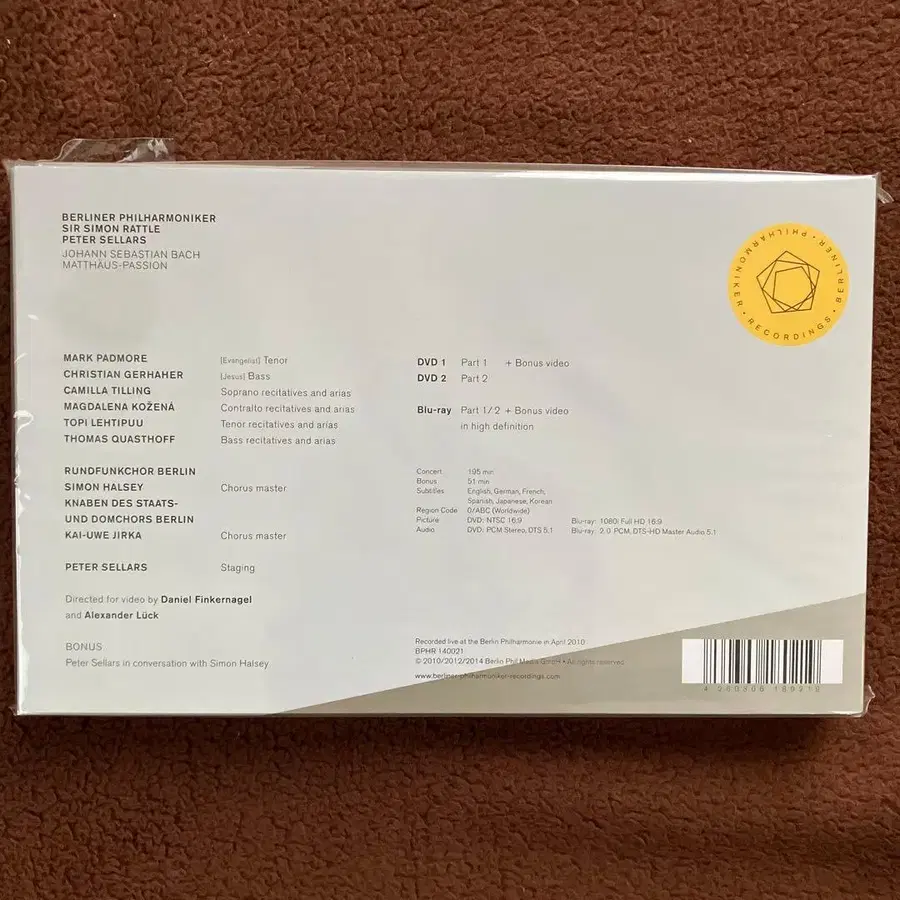 BERLINER PHILHARMONIKER
SIR SIMON RATTLE
PETER SELLARS
JOHANN SEBASTIAN BACH
MATTHÄUS-PASSION
BERLINER • PHILHARMONIKER • RECORDINGS •
MARK PADMORE [Evangelist] Tenor
CHRISTIAN GERHAHER [Jesus] Bass
CAMILLA TILLING Soprano recitatives and arias
MAGDALENA KOŽENÁ Contralto recitatives and arias
TOPI LEHTIPUU Tenor recitatives and arias
THOMAS QUASTHOFF Bass recitatives and arias
RUNDFUNKCHOR BERLIN
SIMON HALSEY Chorus master
KNABEN DES STAATS-
UND DOMCHORS BERLIN
KAI-UWE JIRKA Chorus master
PETER SELLARS Staging
Directed for video by Daniel Finkernagel
and Alexander Lück
BONUS
Peter Sellars in conversation with Simon Halsey
DVD 1 Part 1 + Bonus video
DVD 2 Part 2
Blu-ray Part 1/2 + Bonus video
in high definition
Concert 195 min
Bonus 51 min
Subtitles English, German, French,
Spanish, Japanese, Korean
Region Code 0/ABC (Worldwide)
Picture DVD: NTSC 16:9 Blu-ray: 1080i Full HD 16:9
Audio DVD: PCM Stereo, DTS 5.1 Blu-ray: 2.0 PCM, DTS-HD Master Audio 5.1
Recorded live at the Berlin Philharmonie in April 2010
BPHR 140021
© 2010/2012/2014 Berlin Phil Media GmbH • All rights reserved
www.berliner-philharmoniker-recordings.com